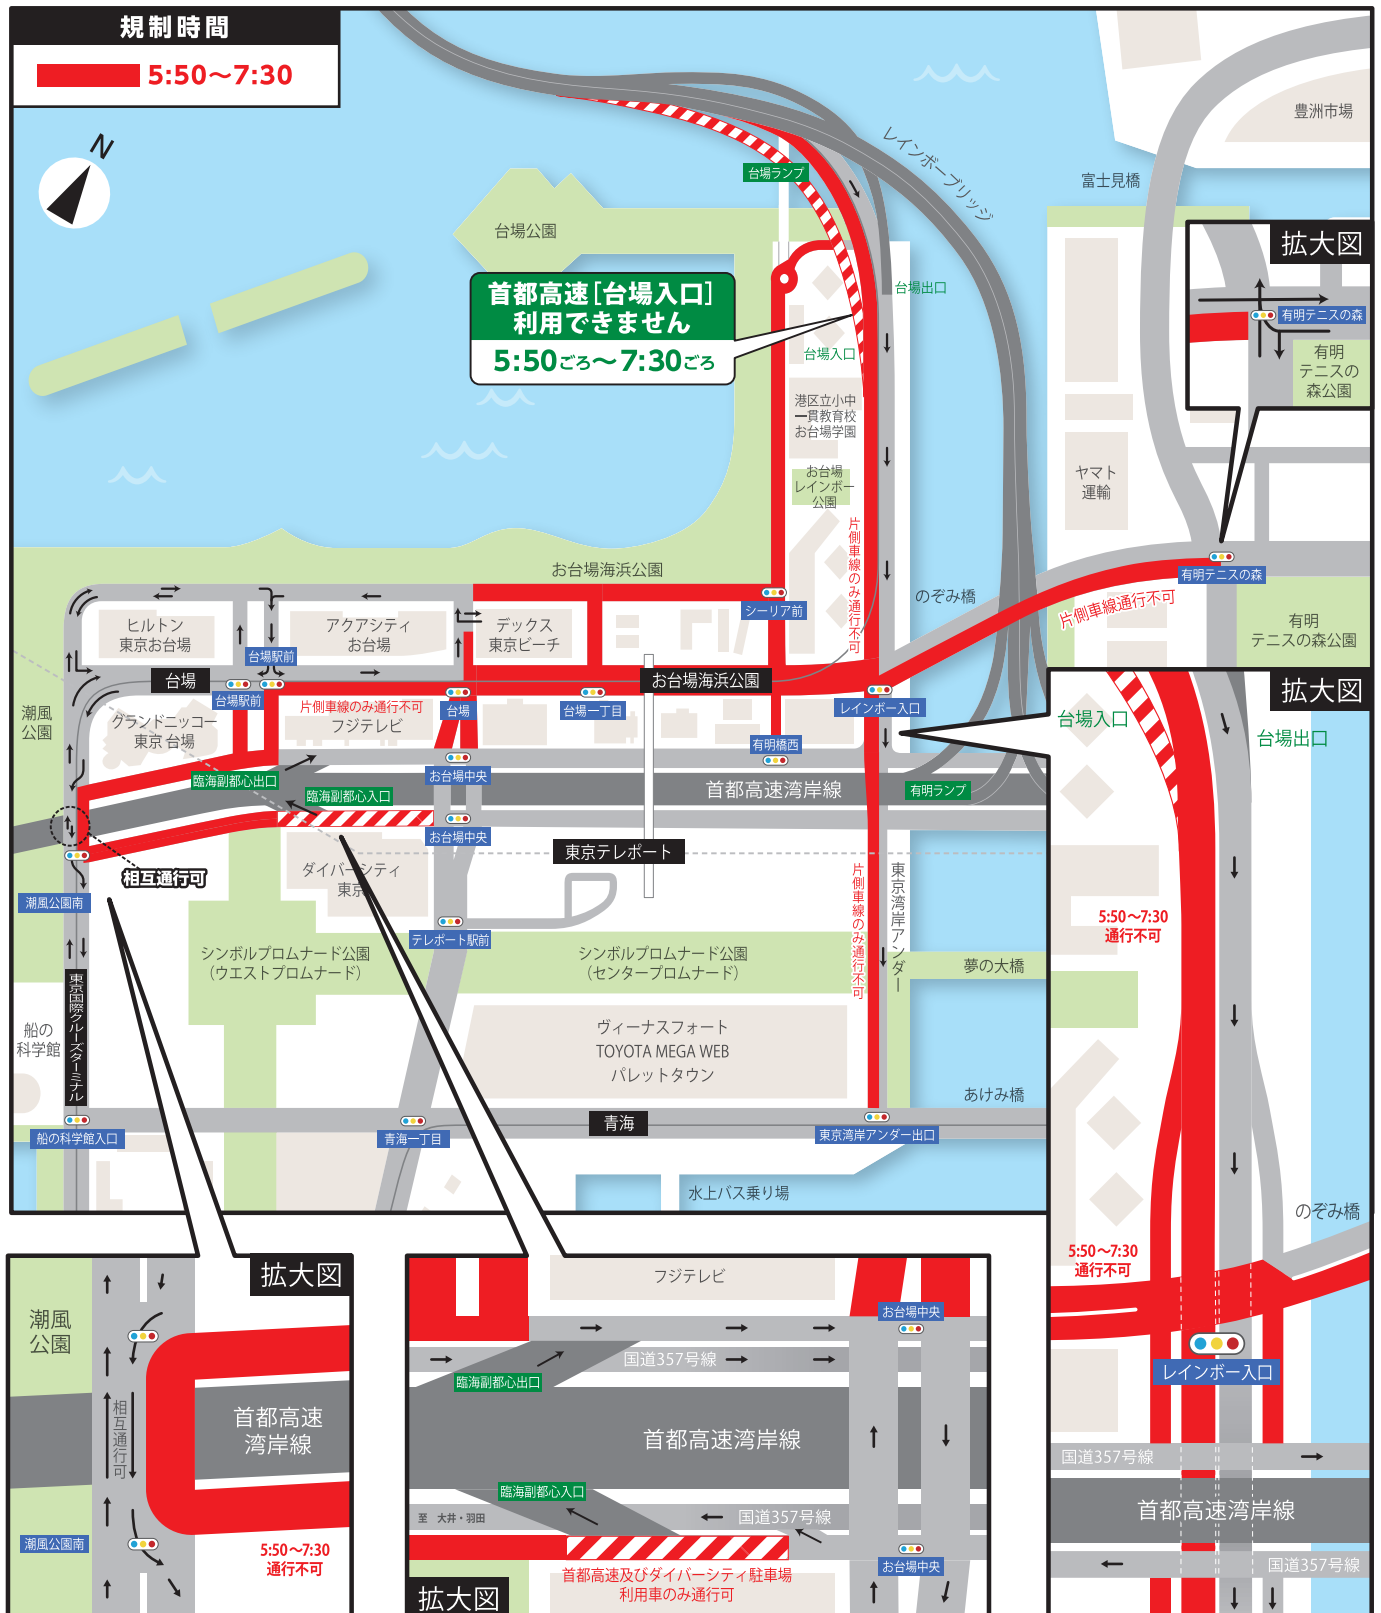 規制時間
5:50〜7:30
N
豊洲市場
レインボーブリッジ
富士見橋
台場ランプ
台場公園
拡大図
有明テニスの森
有明
テニスの
森公園
首都高速[台場入口]
利用できません
5:50ごろ〜7:30ごろ
台場出口
台場入口
港区立小中
一貫教育校
お台場学園
お台場
レインボー
公園
ヤマト
運輸
片側車線のみ通行不可
お台場海浜公園
シーリア前
のぞみ橋
有明テニスの森
片側車線通行不可
有明
テニスの森公園
ヒルトン
東京お台場
アクアシティ
お台場
デックス
東京ビーチ
台場駅前
台場
台場駅前
お台場海浜公園
潮風
公園
グランドニッコー
東京 台場
片側車線のみ通行不可
フジテレビ
台場
台場一丁目
レインボー入口
有明橋西
臨海副都心出口
お台場中央
首都高速湾岸線
有明ランプ
臨海副都心入口
お台場中央
東京テレポート
相互通行可
ダイバーシティ
東京
潮風公園南
片側車線のみ通行不可
東京湾岸アンダー
テレポート駅前
シンボルプロムナード公園
(ウエストプロムナード)
シンボルプロムナード公園
(センタープロムナード)
夢の大橋
東京国際クルーズターミナル
船の
科学館
ヴィーナスフォート
TOYOTA MEGA WEB
パレットタウン
あけみ橋
船の科学館入口
青海一丁目
青海
東京湾岸アンダー出口
水上バス乗り場
拡大図
台場入口
台場出口
5:50〜7:30
通行不可
のぞみ橋
5:50〜7:30
通行不可
レインボー入口
国道357号線
首都高速湾岸線
国道357号線
拡大図
潮風
公園
相互通行可
首都高速
湾岸線
潮風公園南
5:50〜7:30
通行不可
フジテレビ
お台場中央
国道357号線
臨海副都心出口
首都高速湾岸線
臨海副都心入口
至 大井・羽田
国道357号線
お台場中央
首都高速及びダイバーシティ駐車場
利用車のみ通行可
拡大図